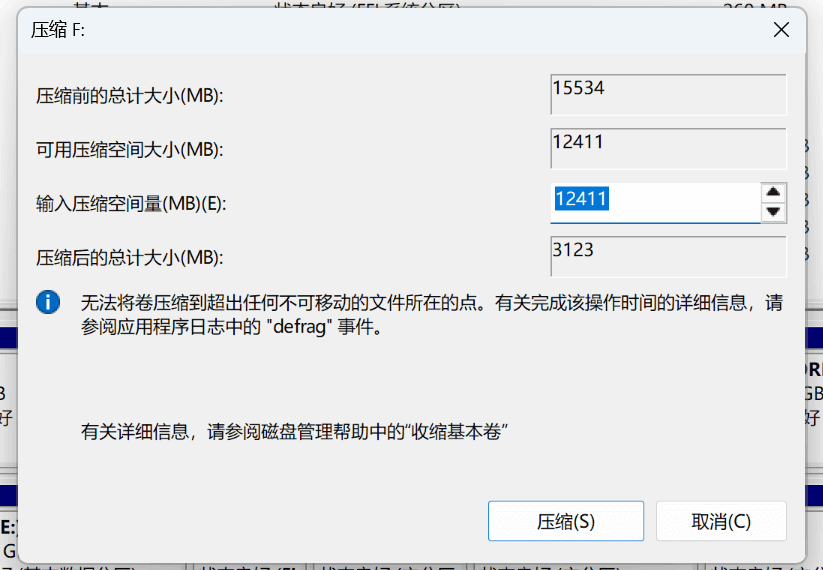 压缩 F:
压缩前的总计大小(MB):
15534
可用压缩空间大小(MB):
12411
输入压缩空间量(MB)(E):
12411
压缩后的总计大小(MB):
3123
无法将卷压缩到超出任何不可移动的文件所在的点。有关完成该操作时间的详细信息，请
参阅应用程序日志中的 "defrag" 事件。
有关详细信息，请参阅磁盘管理帮助中的“收缩基本卷”
压缩(S)
取消(C)